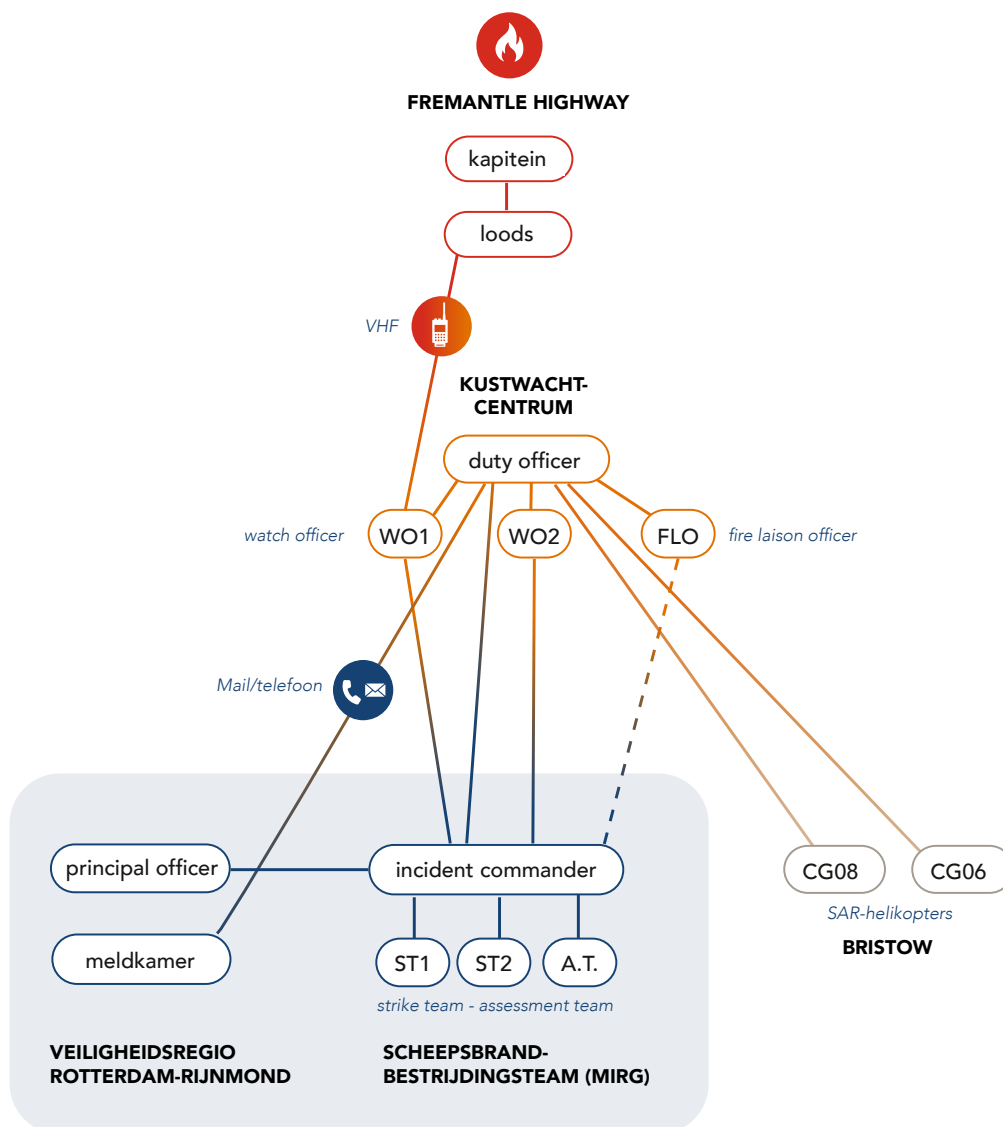 FREMANTLE HIGHWAY
kapitein
loods
VHF
KUSTWACHT-
CENTRUM
duty officer
watch officer
WO1
WO2
FLO
fire laison officer
Mail/telefoon
principal officer
incident commander
CG08
CG06
SAR-helikopters
BRISTOW
meldkamer
ST1
ST2
A.T.
strike team - assessment team
VEILIGHEIDSREGIO
ROTTERDAM-RIJNMOND
SCHEEPSBRAND-
BESTRIJDINGSTEAM (MIRG)